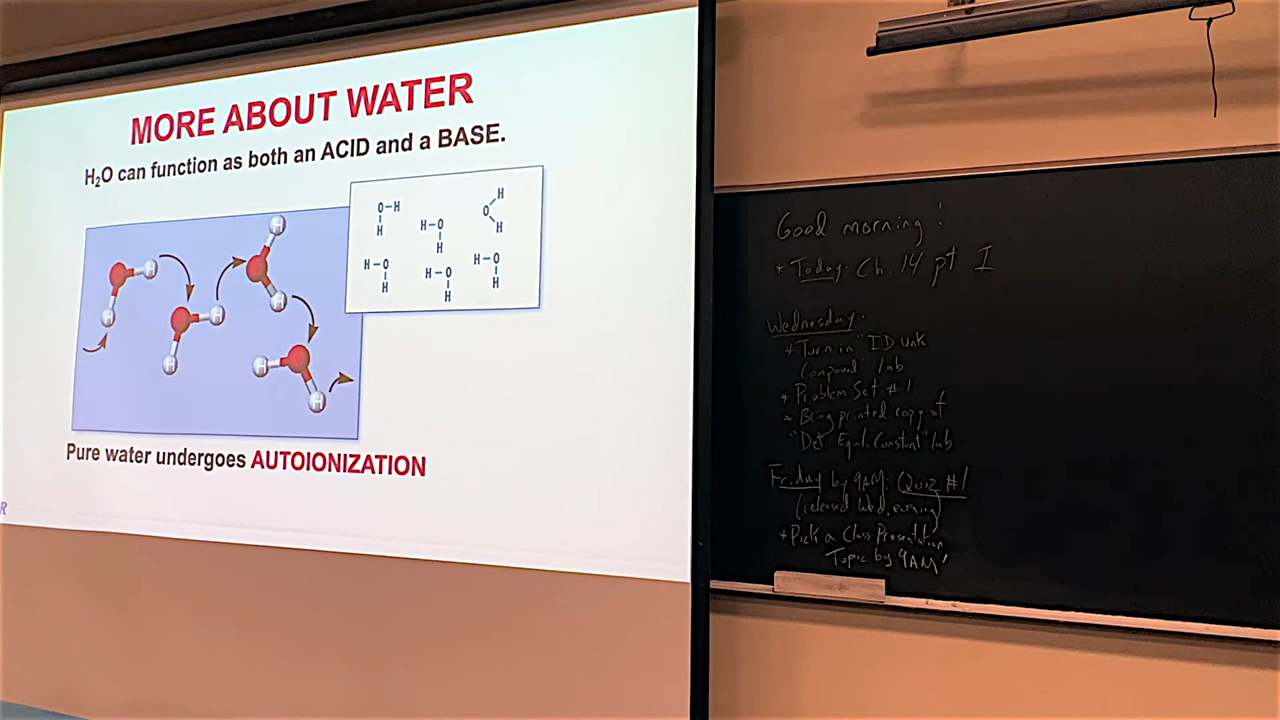 MORE ABOUT WATER
H₂O can function as both an ACID and a BASE.
O-H
H
H-O
H
H
O
H
H-O
H
H-O
H
H-O
H
H
H
H
H
H
H
H
H
Pure water undergoes AUTOIONIZATION
R
Good morning!
* Today: Ch. 14 pt I
Wednesday:
* Turn in "ID Unk
Compound" lab
* Problem Set #1
* Bring printed copy of
"Det Equil. Constant" lab
Friday by 9AM: Quiz #1
(released Wed. evening)
* Pick a Class Presentation
Topic by 9AM!